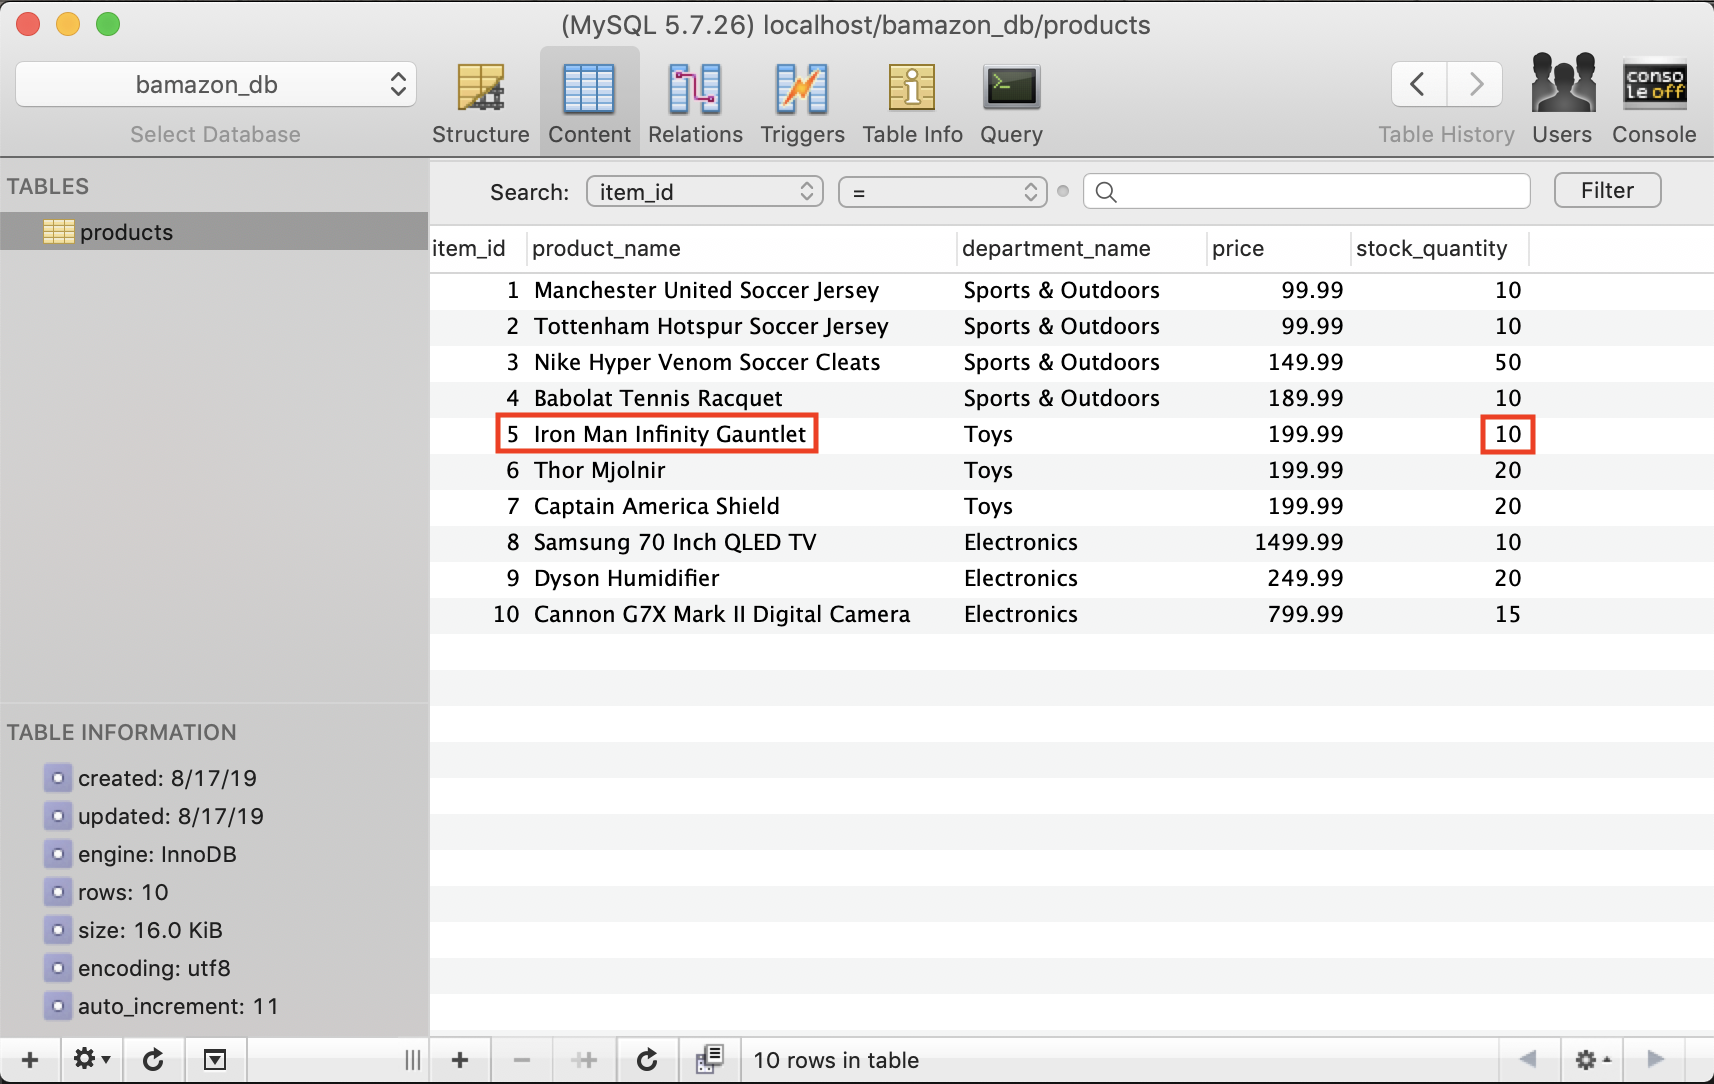 (MySQL 5.7.26) localhost/bamazon_db/products
bamazon_db
Select Database
Structure Content Relations Triggers Table Info Query
Table History Users Console
conso
le off
TABLES
products
Search: item_id = Filter
item_id product_name department_name price stock_quantity
1 Manchester United Soccer Jersey Sports & Outdoors 99.99 10
2 Tottenham Hotspur Soccer Jersey Sports & Outdoors 99.99 10
3 Nike Hyper Venom Soccer Cleats Sports & Outdoors 149.99 50
4 Babolat Tennis Racquet Sports & Outdoors 189.99 10
5 Iron Man Infinity Gauntlet Toys 199.99 10
6 Thor Mjolnir Toys 199.99 20
7 Captain America Shield Toys 199.99 20
8 Samsung 70 Inch QLED TV Electronics 1499.99 10
9 Dyson Humidifier Electronics 249.99 20
10 Cannon G7X Mark II Digital Camera Electronics 799.99 15
TABLE INFORMATION
created: 8/17/19
updated: 8/17/19
engine: InnoDB
rows: 10
size: 16.0 KiB
encoding: utf8
auto_increment: 11
10 rows in table